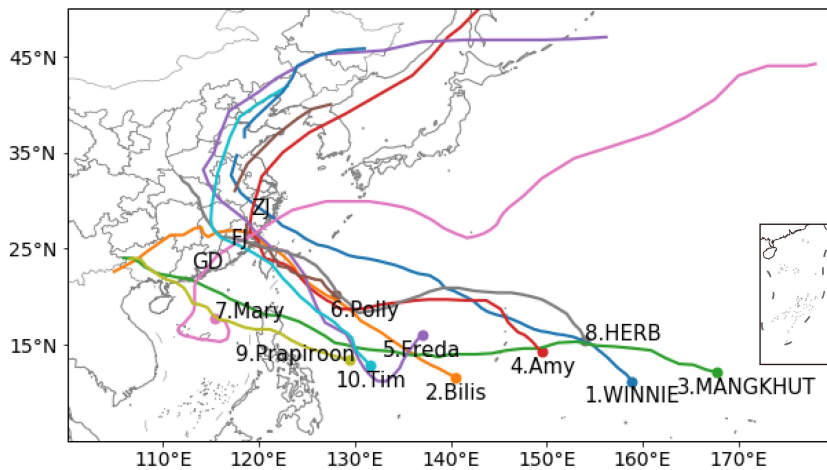 45°N
35°N
25°N
15°N
ZJ
FJ
GD
7.Mary
6.Polly
8.HERB
9.Prapiroon
5.Freda
10.Tim
4.Amy
2.Bilis
1.WINNIE
3.MANGKHUT
110°E
120°E
130°E
140°E
150°E
160°E
170°E